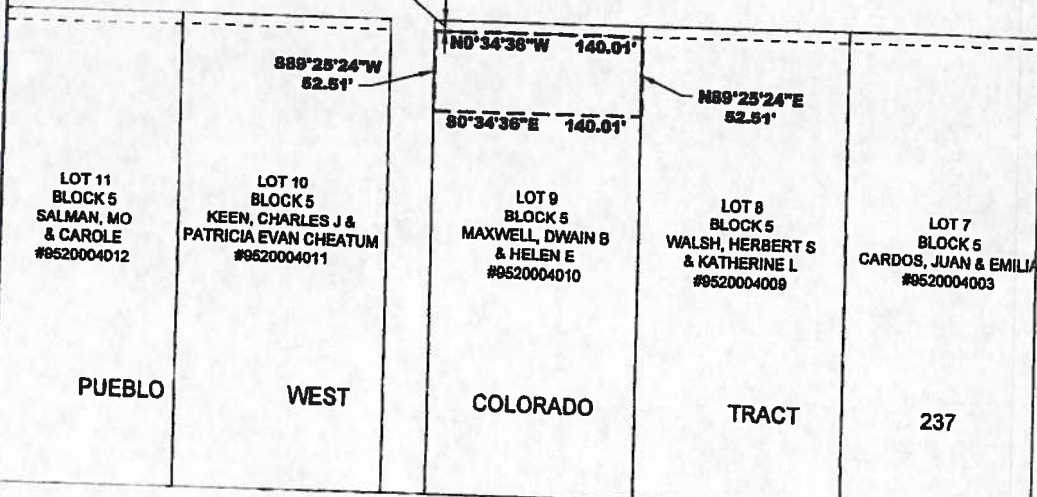 N0°34'36"W 140.01'
S89°25'24"W
52.51'
N89°25'24"E
52.51'
S0°34'36"E 140.01'
LOT 11
BLOCK 5
SALMAN, MO
& CAROLE
#9520004012
LOT 10
BLOCK 5
KEEN, CHARLES J &
PATRICIA EVAN CHEATUM
#9520004011
LOT 9
BLOCK 5
MAXWELL, DWAIN B
& HELEN E
#9520004010
LOT 8
BLOCK 5
WALSH, HERBERT S
& KATHERINE L
#9520004009
LOT 7
BLOCK 5
CARDOS, JUAN & EMILIA
#9520004003
PUEBLO WEST COLORADO TRACT 237